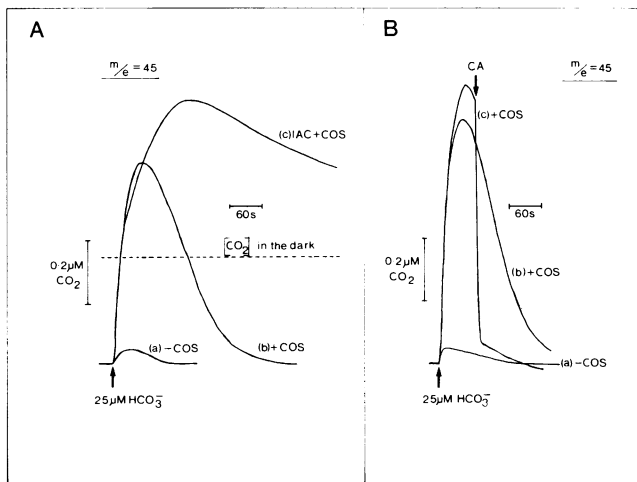 A
m/e = 45
(c) IAC+COS
60s
[CO2] in the dark
0·2µM
CO2
(a)−COS
(b)+COS
25µM HCO3−
B
CA
m/e = 45
(c)+COS
60s
0·2µM
CO2
(b)+COS
(a)−COS
25µM HCO3−